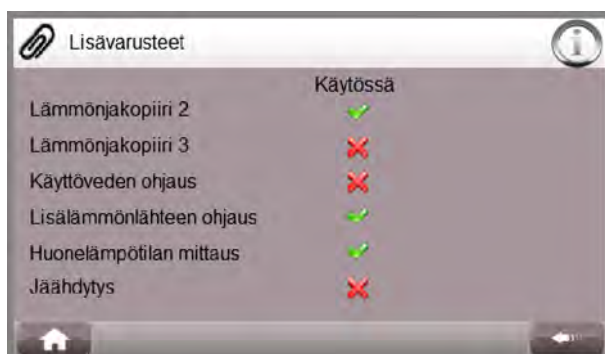 Lisävarusteet
Käytössä
Lämmönjakopiiri 2
Lämmönjakopiiri 3
Käyttöveden ohjaus
Lisälämmönlähteen ohjaus
Huonelämpötilan mittaus
Jäähdytys